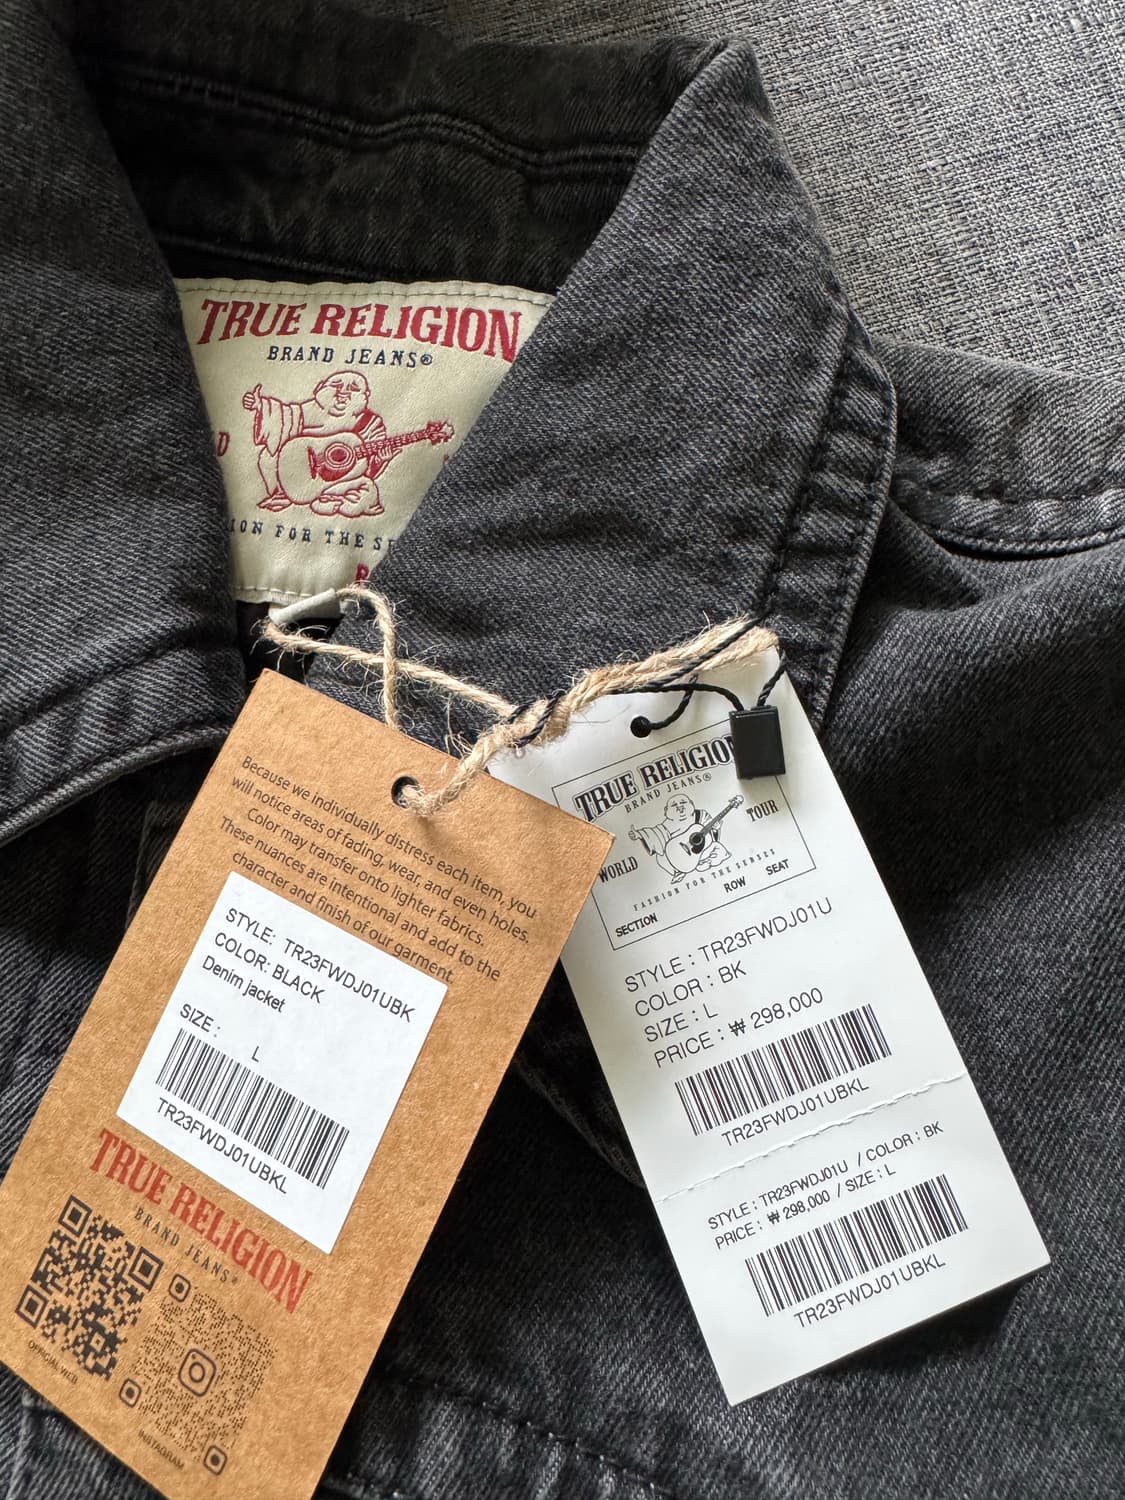 TRUE RELIGION
BRAND JEANS®
FOR THE
Because we individually distress each item, you
will notice areas of fading, wear, and even holes.
Color may transfer onto lighter fabrics.
These nuances are intentional and add to the
character and finish of our garment.
STYLE: TR23FWDJ01UBK
COLOR: BLACK
Denim jacket
SIZE :
L
TR23FWDJ01UBKL
TRUE RELIGION
BRAND JEANS®
OFFICIAL WEB
INSTAGRAM
TRUE RELIGION
BRAND JEANS®
WORLD TOUR
FASHION FOR THE SENSES
SECTION ROW SEAT
STYLE : TR23FWDJ01U
COLOR : BK
SIZE : L
PRICE : ₩ 298,000
TR23FWDJ01UBKL
STYLE : TR23FWDJ01U / COLOR : BK
PRICE : ₩ 298,000 / SIZE : L
TR23FWDJ01UBKL